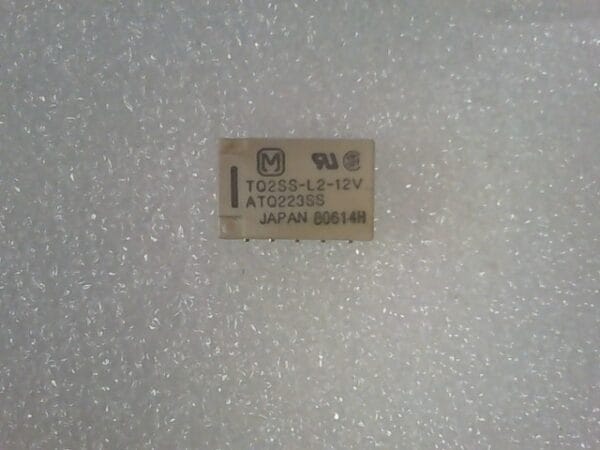 M
TQ2SS-L2-12V
ATQ223SS
JAPAN 80614H